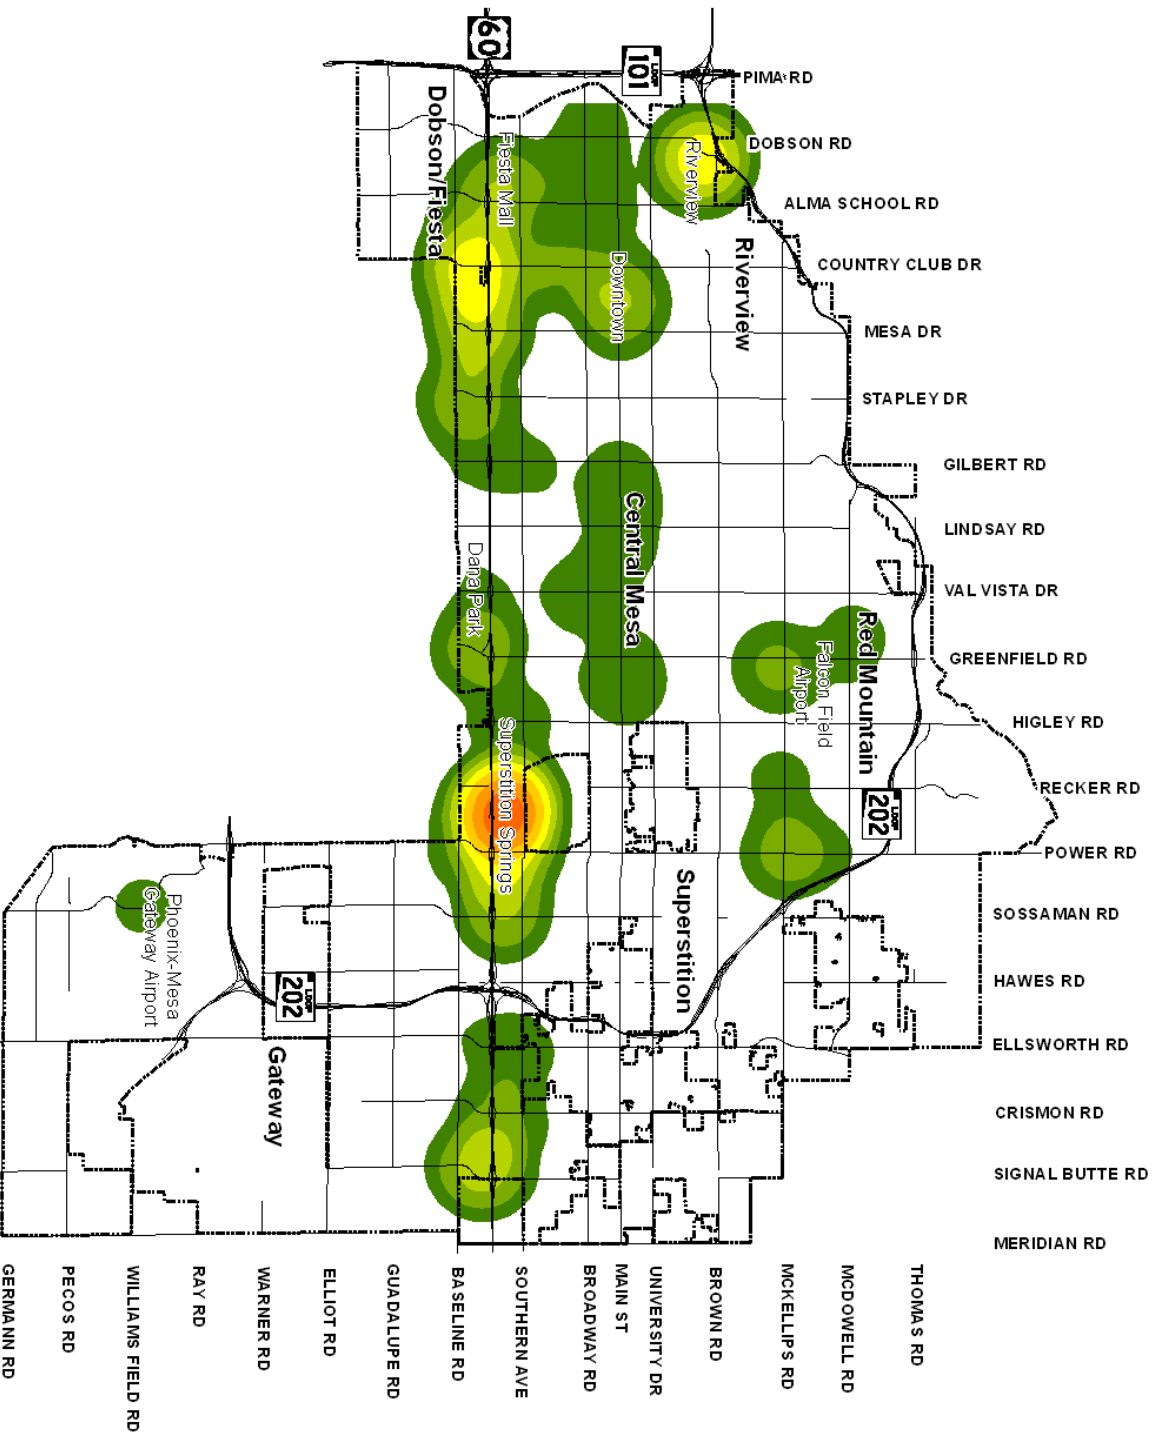 60
LOOP
101
PIMA RD
DOBSON RD
ALMA SCHOOL RD
COUNTRY CLUB DR
MESA DR
STAPLEY DR
GILBERT RD
LINDSAY RD
VAL VISTA DR
GREENFIELD RD
HIGLEY RD
RECKER RD
POWER RD
SOSSAMAN RD
HAWES RD
ELLSWORTH RD
CRISMON RD
SIGNAL BUTTE RD
MERIDIAN RD
Dobson/Fiesta
Fiesta Mall
Riverview
Riverview
Downtown
Central Mesa
Dana Park
Red Mountain
Falcon Field
Airport
Superstition Springs
LOOP
202
Superstition
Phoenix-Mesa
Gateway Airport
LOOP
202
Gateway
GERMANN RD
PECOS RD
WILLIAMS FIELD RD
RAY RD
WARNER RD
ELLIOT RD
GUADALUPE RD
BASELINE RD
SOUTHERN AVE
BROADWAY RD
MAIN ST
UNIVERSITY DR
BROWN RD
MCKELLIPS RD
MCDOWELL RD
THOMAS RD